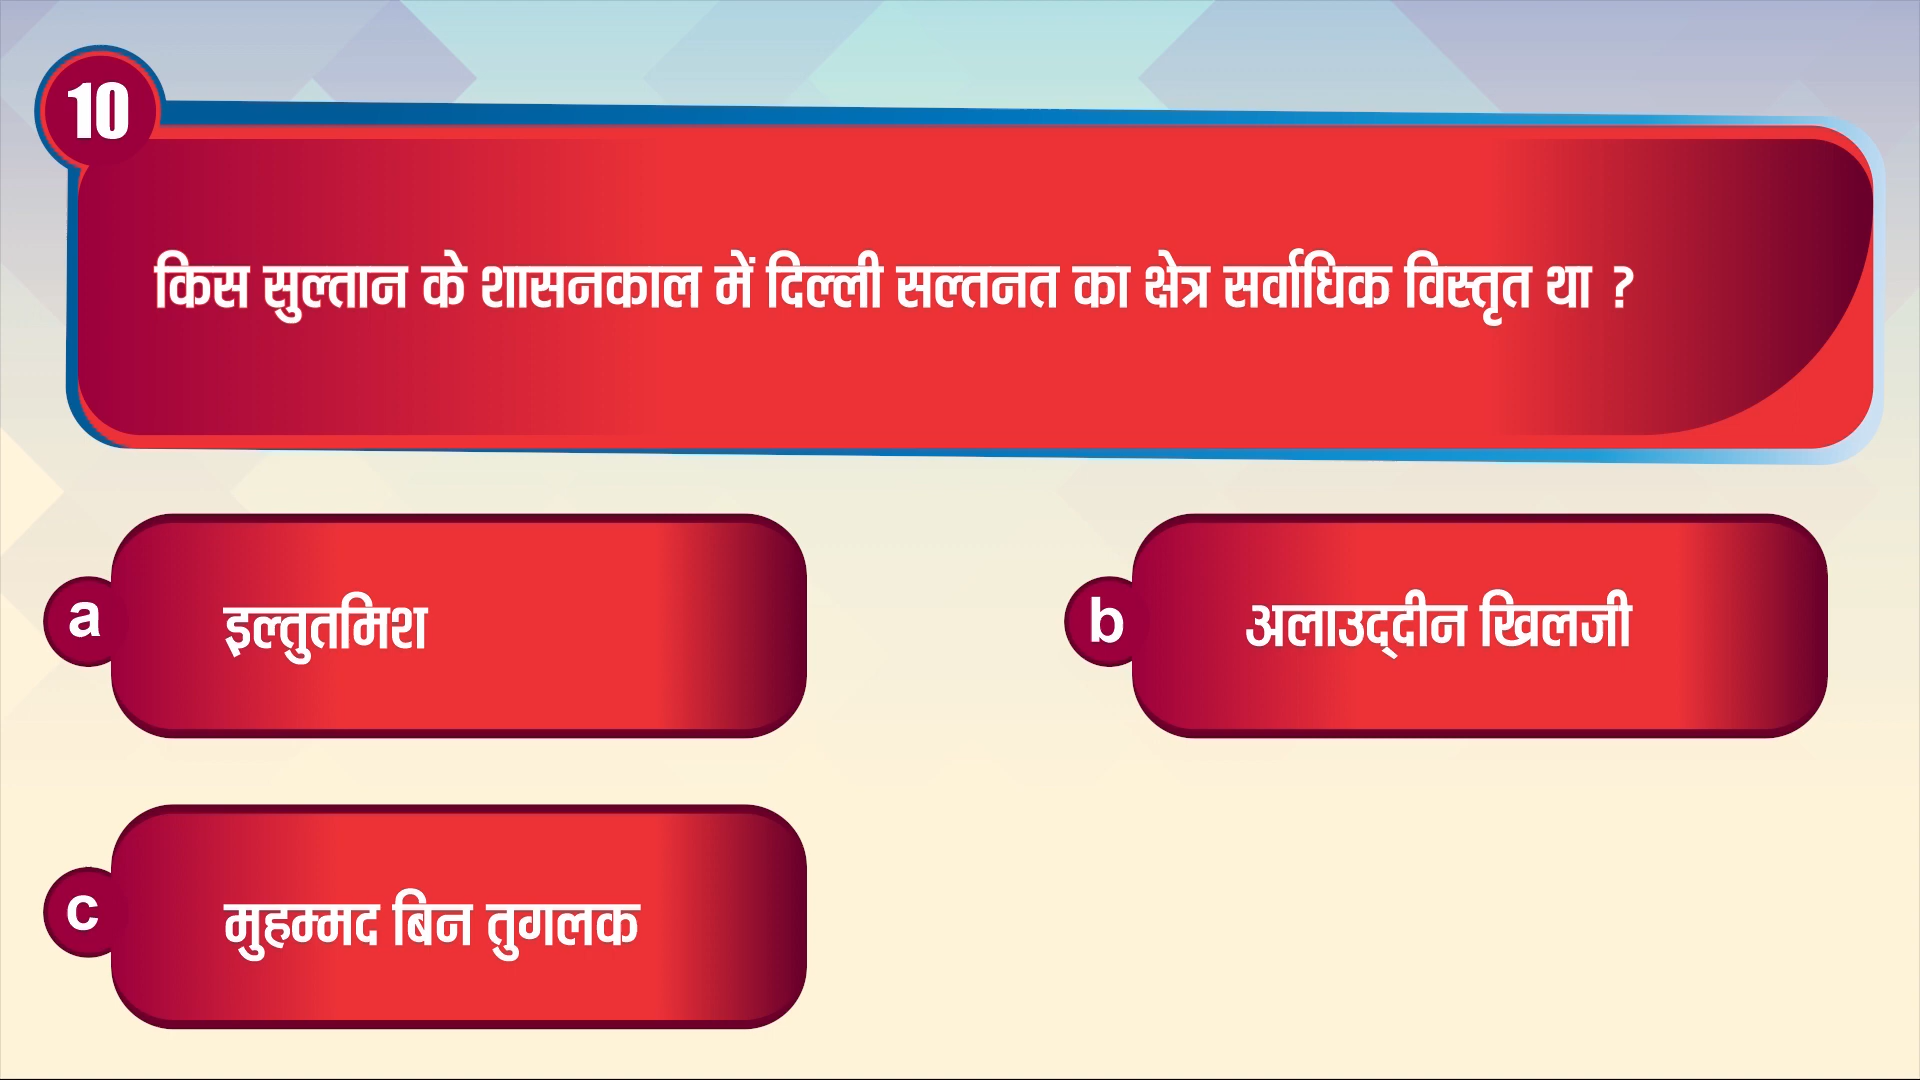 10
किस सुल्तान के शासनकाल में दिल्ली सल्तनत का क्षेत्र सर्वाधिक विस्तृत था ?
a इल्तुतमिश
b अलाउद्‌दीन खिलजी
c मुहम्मद बिन तुगलक